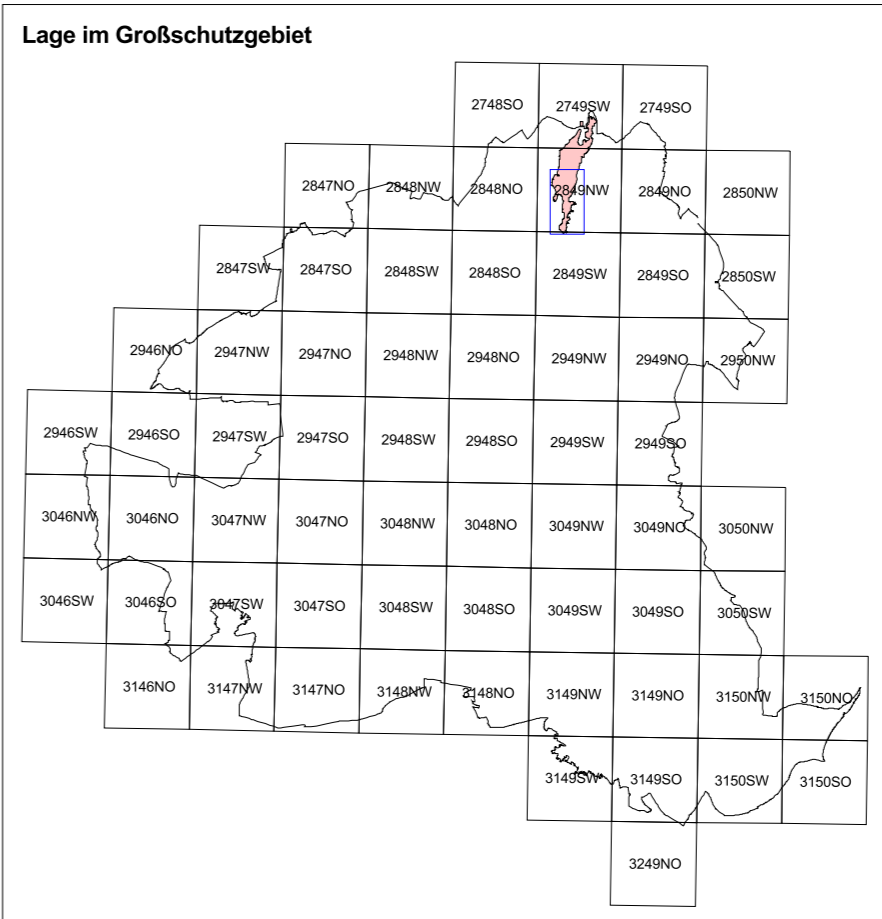 Lage im Großschutzgebiet
2748SO 2749SW 2749SO
2847NO 2848NW 2848NO 2849NW 2849NO 2850NW
2847SW 2847SO 2848SW 2848SO 2849SW 2849SO 2850SW
2946NO 2947NW 2947NO 2948NW 2948NO 2949NW 2949NO 2950NW
2946SW 2946SO 2947SW 2947SO 2948SW 2948SO 2949SW 2949SO
3046NW 3046NO 3047NW 3047NO 3048NW 3048NO 3049NW 3049NO 3050NW
3046SW 3046SO 3047SW 3047SO 3048SW 3048SO 3049SW 3049SO 3050SW
3146NO 3147NW 3147NO 3148NW 3148NO 3149NW 3149NO 3150NW 3150NO
3149SW 3149SO 3150SW 3150SO
3249NO